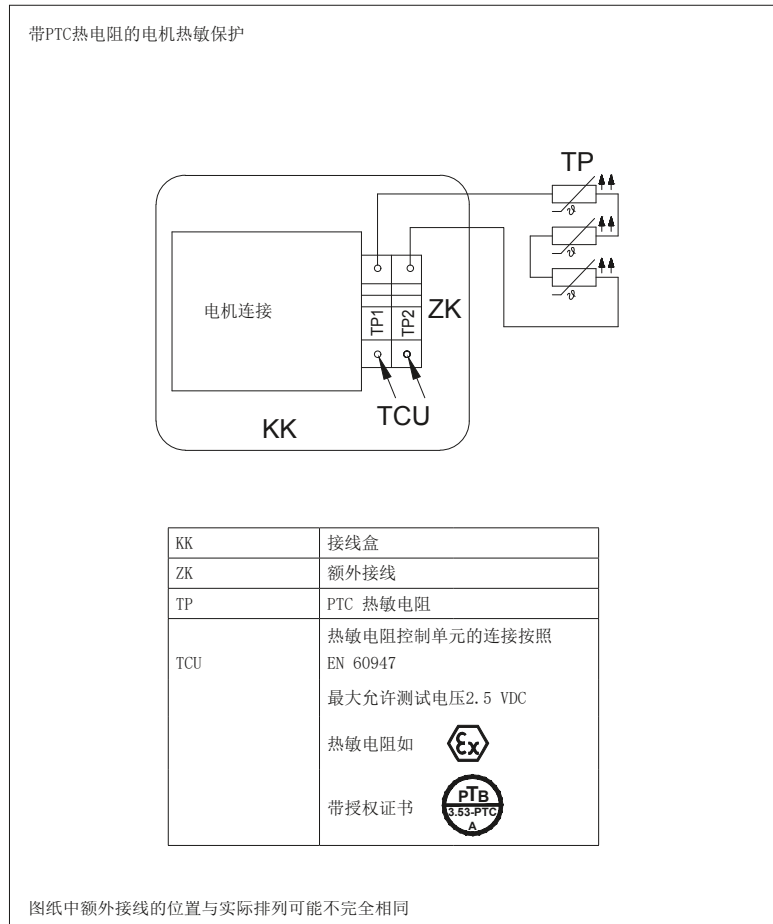 带PTC热电阻的电机热敏保护
TP
ϑ
ϑ
ϑ
电机连接
TP1
TP2
ZK
TCU
KK
KK 接线盒
ZK 额外接线
TP PTC 热敏电阻
TCU 热敏电阻控制单元的连接按照
EN 60947
最大允许测试电压2.5 VDC
热敏电阻如 Ex
带授权证书 PTB
3.53-PTC
A
图纸中额外接线的位置与实际排列可能不完全相同